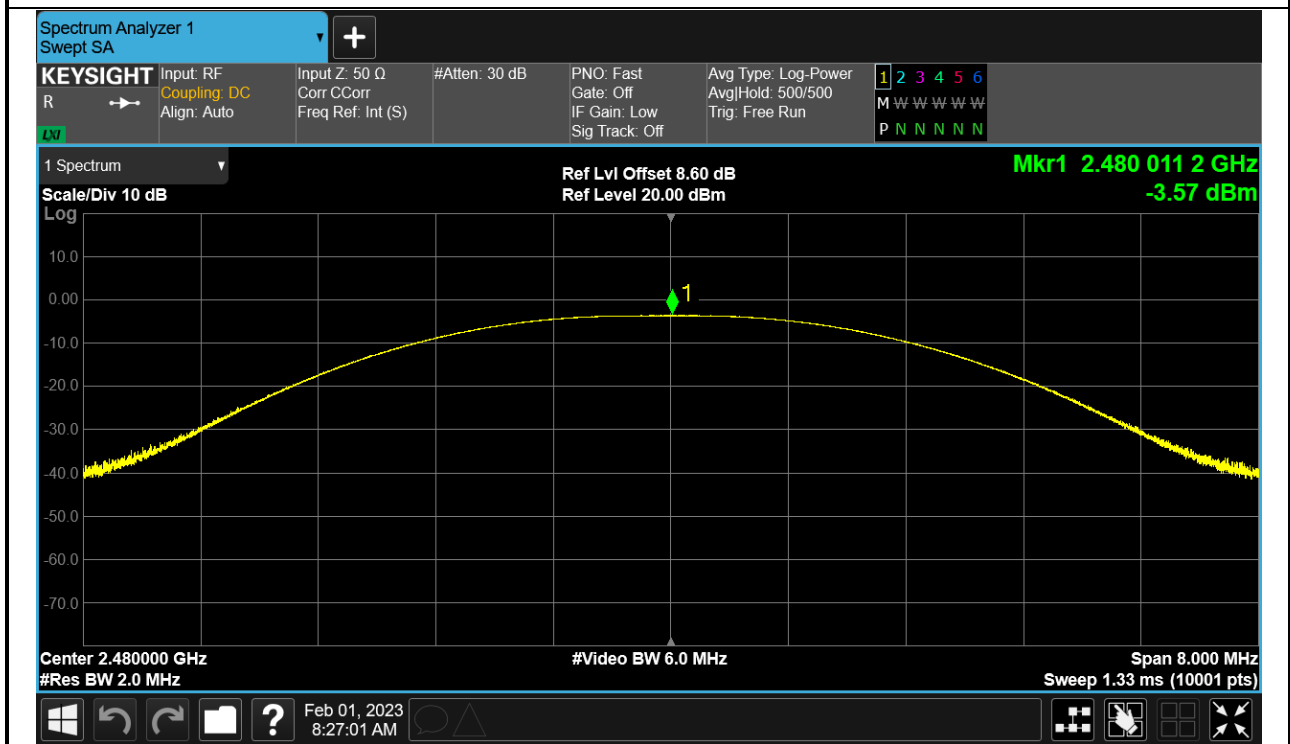 Spectrum Analyzer 1
Swept SA
KEYSIGHT
R
LXI
Input: RF
Coupling: DC
Align: Auto
Input Z: 50 Ω
Corr CCorr
Freq Ref: Int (S)
#Atten: 30 dB
PNO: Fast
Gate: Off
IF Gain: Low
Sig Track: Off
Avg Type: Log-Power
Avg|Hold: 500/500
Trig: Free Run
1 2 3 4 5 6
M W W W W W
P N N N N N
1 Spectrum
Scale/Div 10 dB
Log
Ref Lvl Offset 8.60 dB
Ref Level 20.00 dBm
Mkr1 2.480 011 2 GHz
-3.57 dBm
1
10.0
0.00
-10.0
-20.0
-30.0
-40.0
-50.0
-60.0
-70.0
Center 2.480000 GHz
#Res BW 2.0 MHz
#Video BW 6.0 MHz
Span 8.000 MHz
Sweep 1.33 ms (10001 pts)
?
Feb 01, 2023
8:27:01 AM